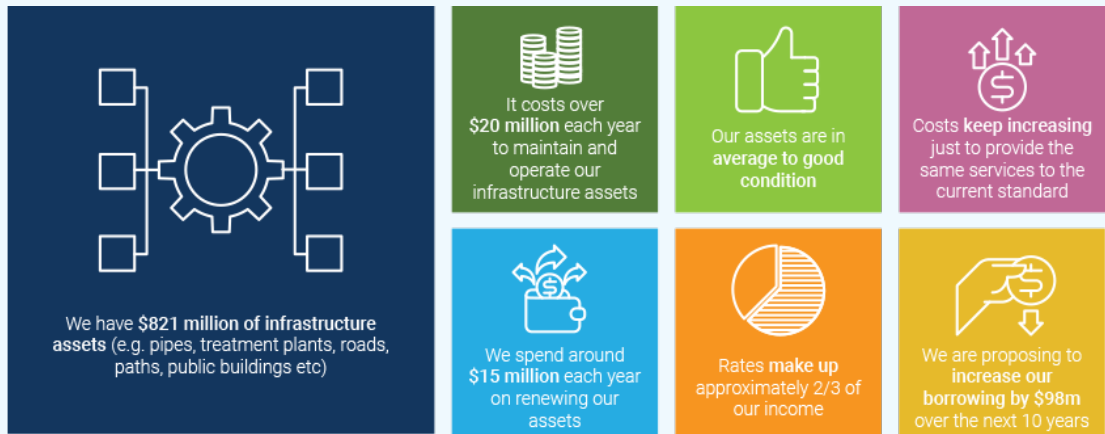 We have $821 million of infrastructure
assets (e.g. pipes, treatment plants, roads,
paths, public buildings etc)
It costs over
$20 million each year
to maintain and
operate our
infrastructure assets
Our assets are in
average to good
condition
Costs keep increasing
just to provide the
same services to the
current standard
We spend around
$15 million each year
on renewing our
assets
Rates make up
approximately 2/3 of
our income
We are proposing to
increase our
borrowing by $98m
over the next 10 years